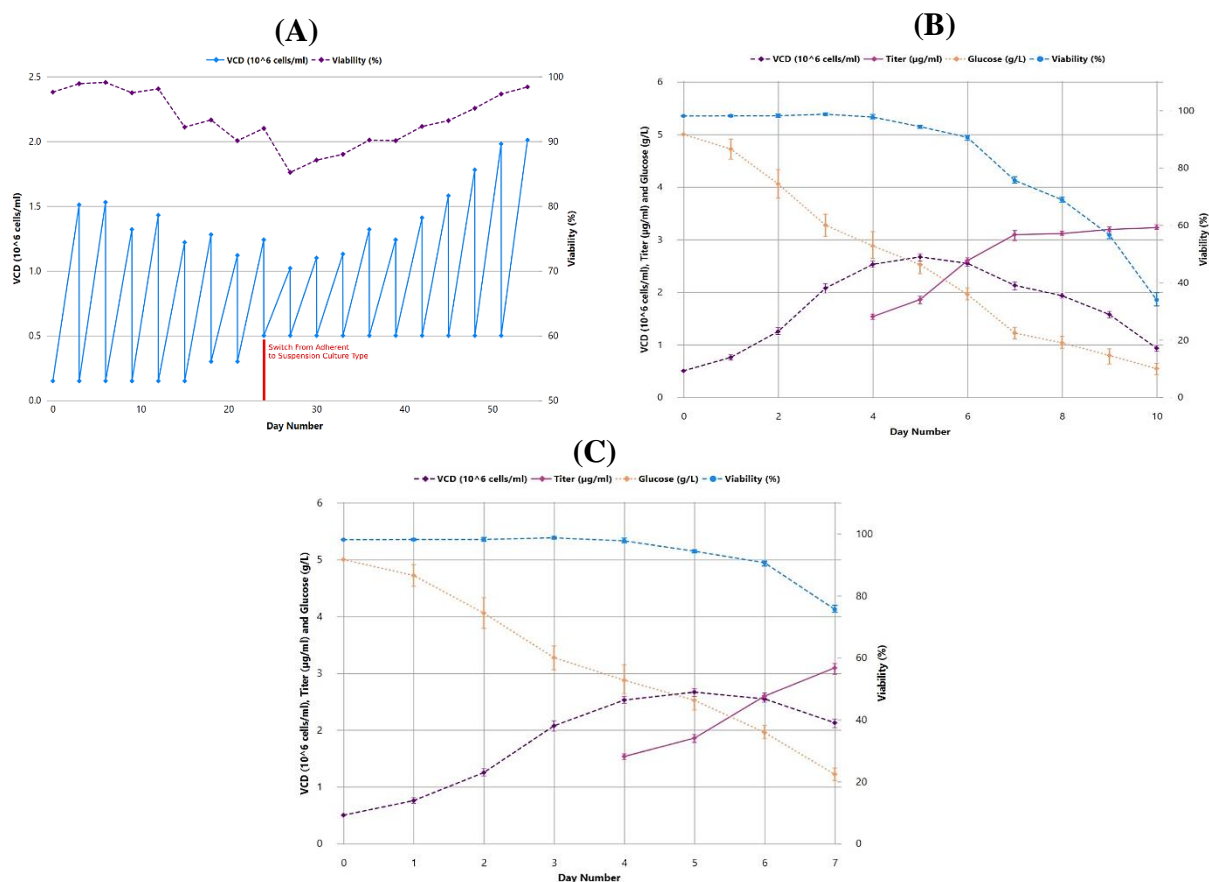 (A)
VCD (10^6 cells/ml) Viability (%)
2.5
2.0
1.5
1.0
0.5
0.0
VCD (10^6 cells/ml)
100
90
80
70
60
50
Viability (%)
Switch From Adherent
to Suspension Culture Type
0 10 20 30 40 50
Day Number
(B)
VCD (10^6 cells/ml) Titer (µg/ml) Glucose (g/L) Viability (%)
6
5
4
3
2
1
0
VCD (10^6 cells/ml), Titer (µg/ml) and Glucose (g/L)
100
80
60
40
20
0
Viability (%)
0 2 4 6 8 10
Day Number
(C)
VCD (10^6 cells/ml) Titer (µg/ml) Glucose (g/L) Viability (%)
6
5
4
3
2
1
0
VCD (10^6 cells/ml), Titer (µg/ml) and Glucose (g/L)
100
80
60
40
20
0
Viability (%)
0 1 2 3 4 5 6 7
Day Number